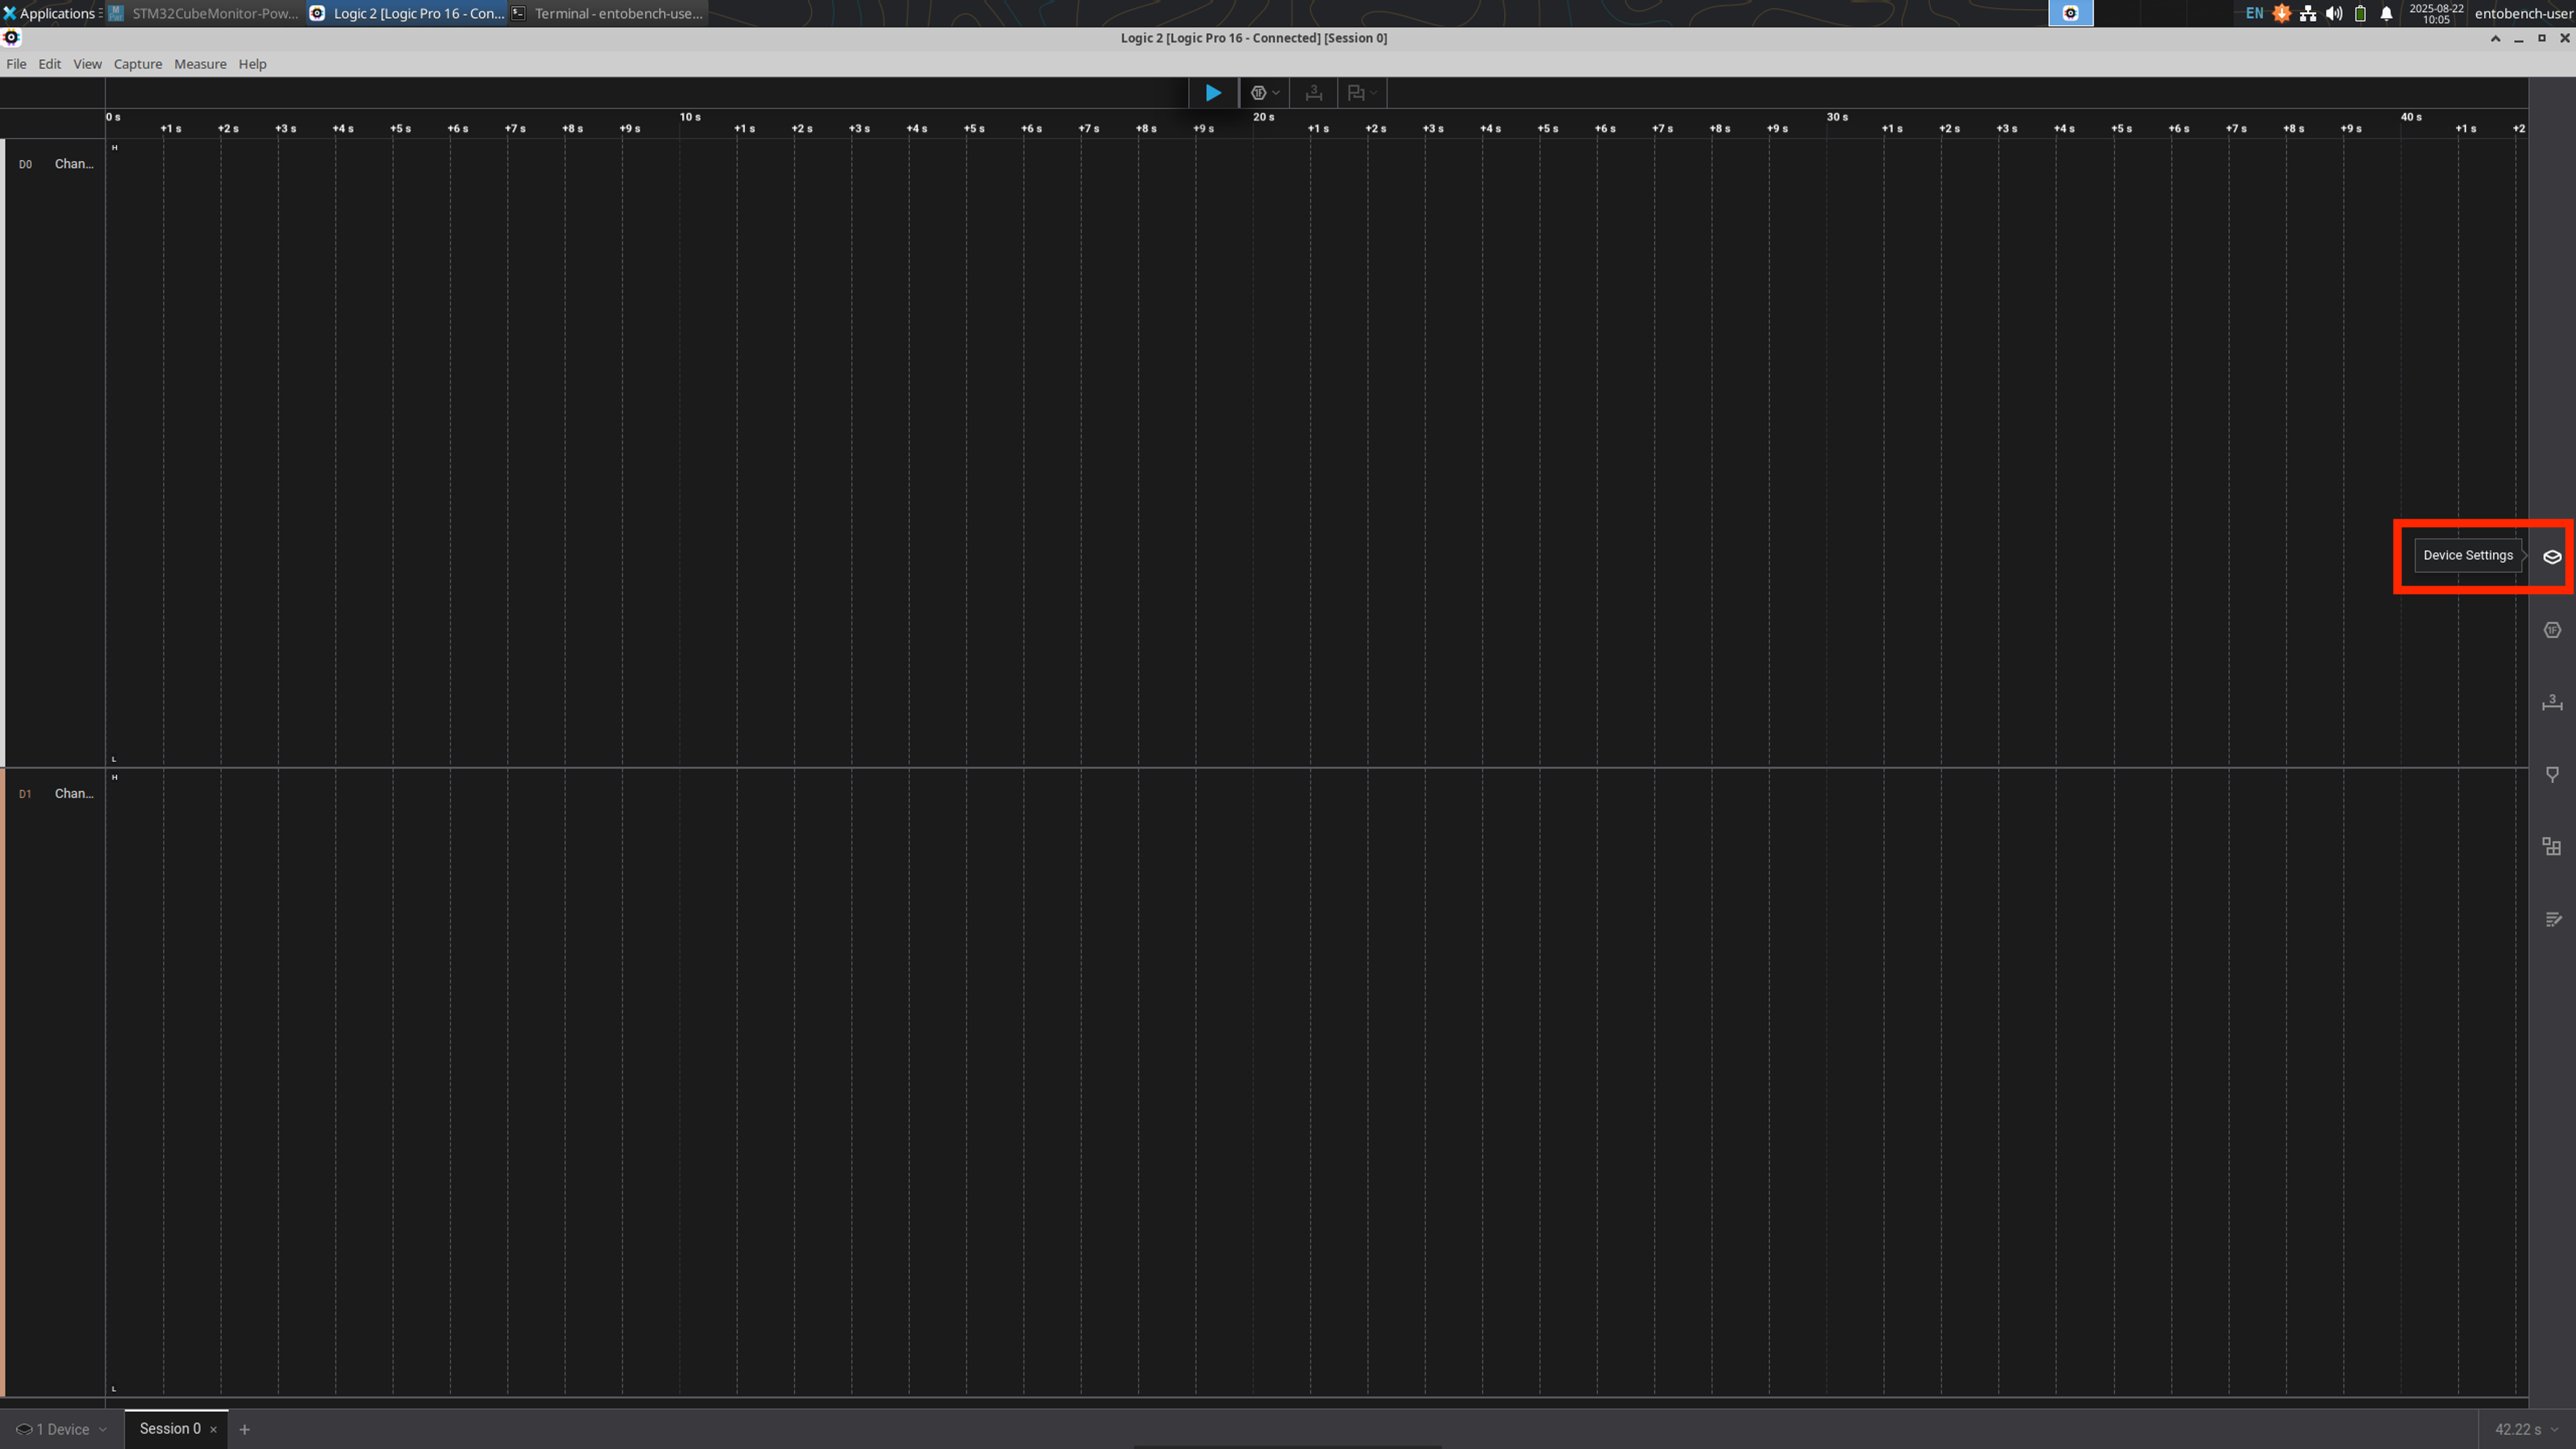 Applications STM32CubeMonitor-Pow... Logic 2 [Logic Pro 16 - Con... Terminal - entobench-use... EN 2025-08-22 10:05 entobench-user
Logic 2 [Logic Pro 16 - Connected] [Session 0]
File Edit View Capture Measure Help
0 s 10 s 20 s 30 s 40 s
+1 s +2 s +3 s +4 s +5 s +6 s +7 s +8 s +9 s +1 s +2 s +3 s +4 s +5 s +6 s +7 s +8 s +9 s +1 s +2 s +3 s +4 s +5 s +6 s +7 s +8 s +9 s +1 s +2 s +3 s +4 s +5 s +6 s +7 s +8 s +9 s +1 s +2
H
D0 Chan...
Device Settings
1F
3
L
H
D1 Chan...
L
1 Device Session 0 × + 42.22 s